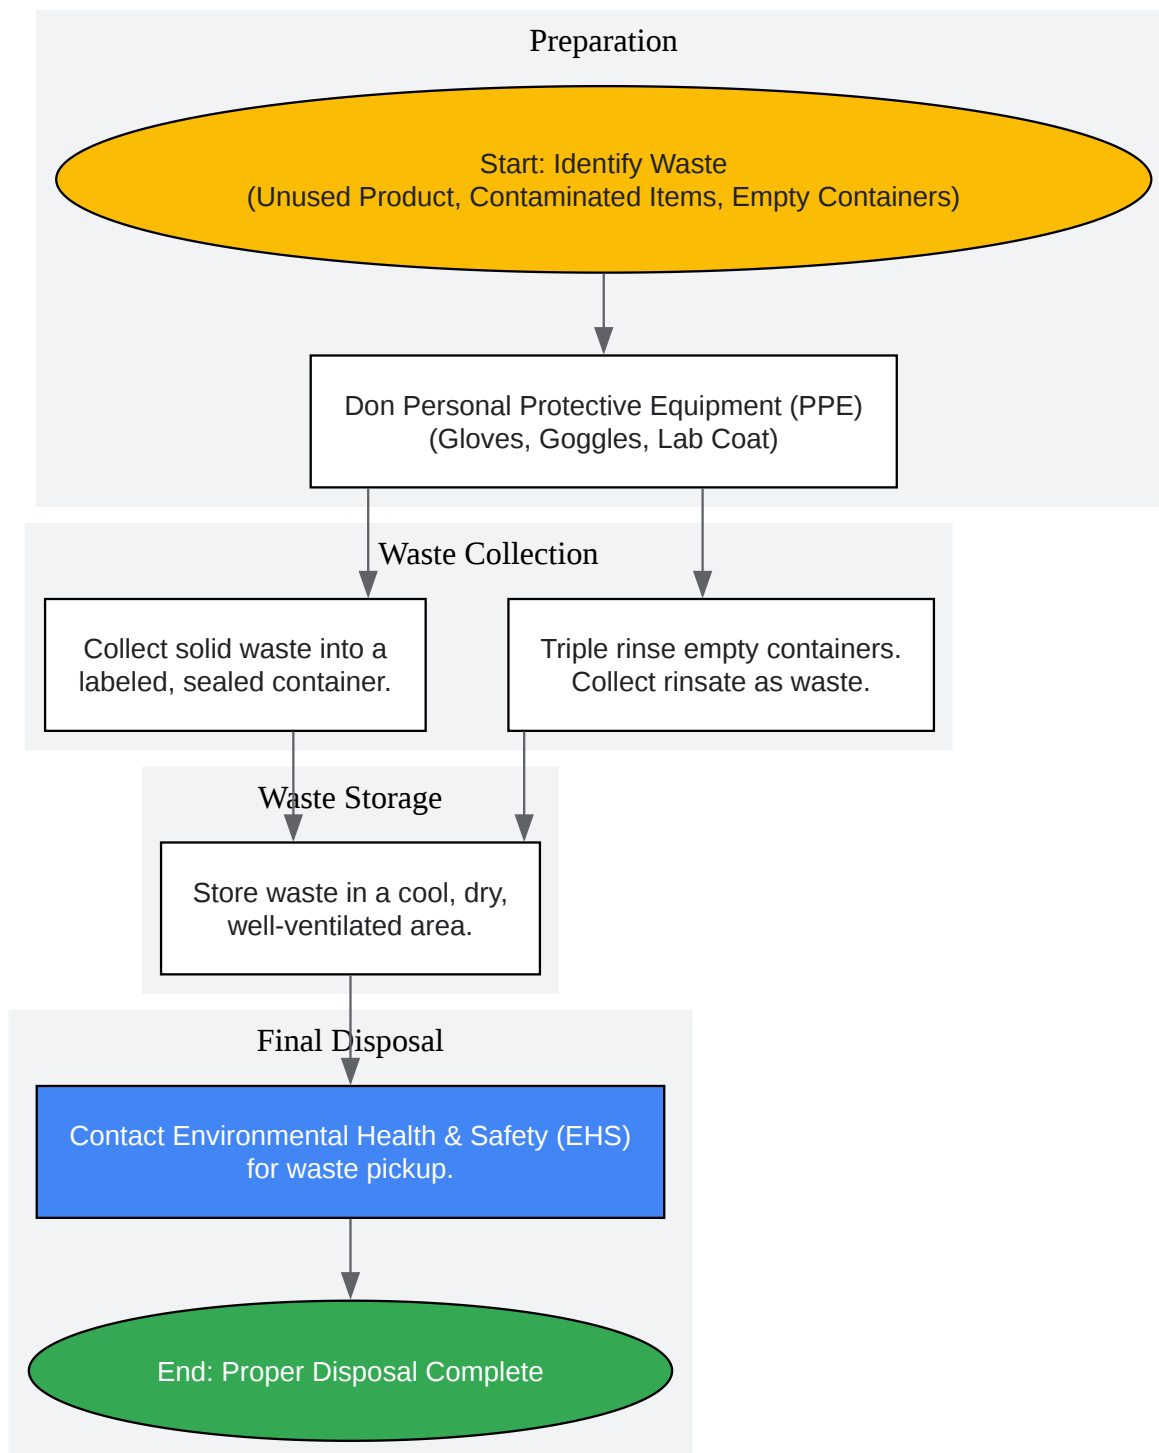 Preparation
Start: Identify Waste
(Unused Product, Contaminated Items, Empty Containers)
Don Personal Protective Equipment (PPE)
(Gloves, Goggles, Lab Coat)
Waste Collection
Collect solid waste into a
labeled, sealed container.
Triple rinse empty containers.
Collect rinsate as waste.
Waste Storage
Store waste in a cool, dry,
well-ventilated area.
Final Disposal
Contact Environmental Health & Safety (EHS)
for waste pickup.
End: Proper Disposal Complete